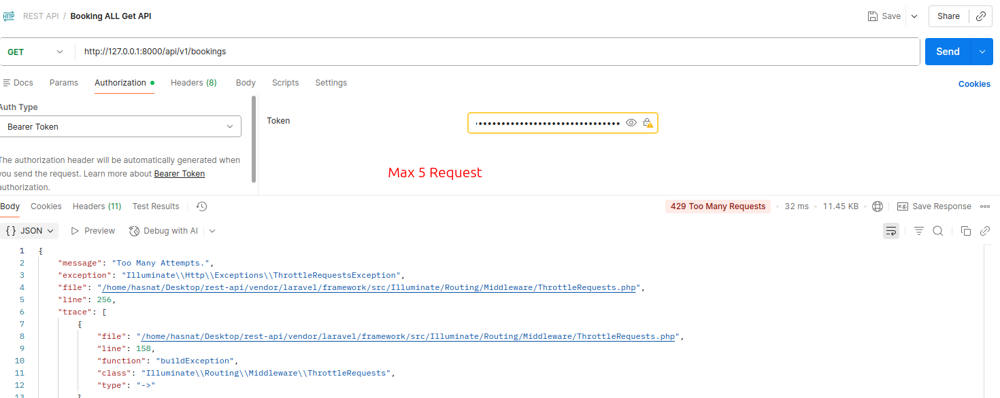 HTTP REST API / Booking ALL Get API Save Share
GET http://127.0.0.1:8000/api/v1/bookings Send
Docs Params Authorization Headers (8) Body Scripts Settings Cookies
Auth Type
Bearer Token
Token
The authorization header will be automatically generated when
you send the request. Learn more about Bearer Token
authorization.
Max 5 Request
Body Cookies Headers (11) Test Results 429 Too Many Requests • 32 ms • 11.45 KB • e.g. Save Response
{} JSON Preview Debug with AI
1 {
2 "message": "Too Many Attempts.",
3 "exception": "Illuminate\\Http\\Exceptions\\ThrottleRequestsException",
4 "file": "/home/hasnat/Desktop/rest-api/vendor/laravel/framework/src/Illuminate/Routing/Middleware/ThrottleRequests.php",
5 "line": 256,
6 "trace": [
7 {
8 "file": "/home/hasnat/Desktop/rest-api/vendor/laravel/framework/src/Illuminate/Routing/Middleware/ThrottleRequests.php",
9 "line": 158,
10 "function": "buildException",
11 "class": "Illuminate\\Routing\\Middleware\\ThrottleRequests",
12 "type": "->"
13